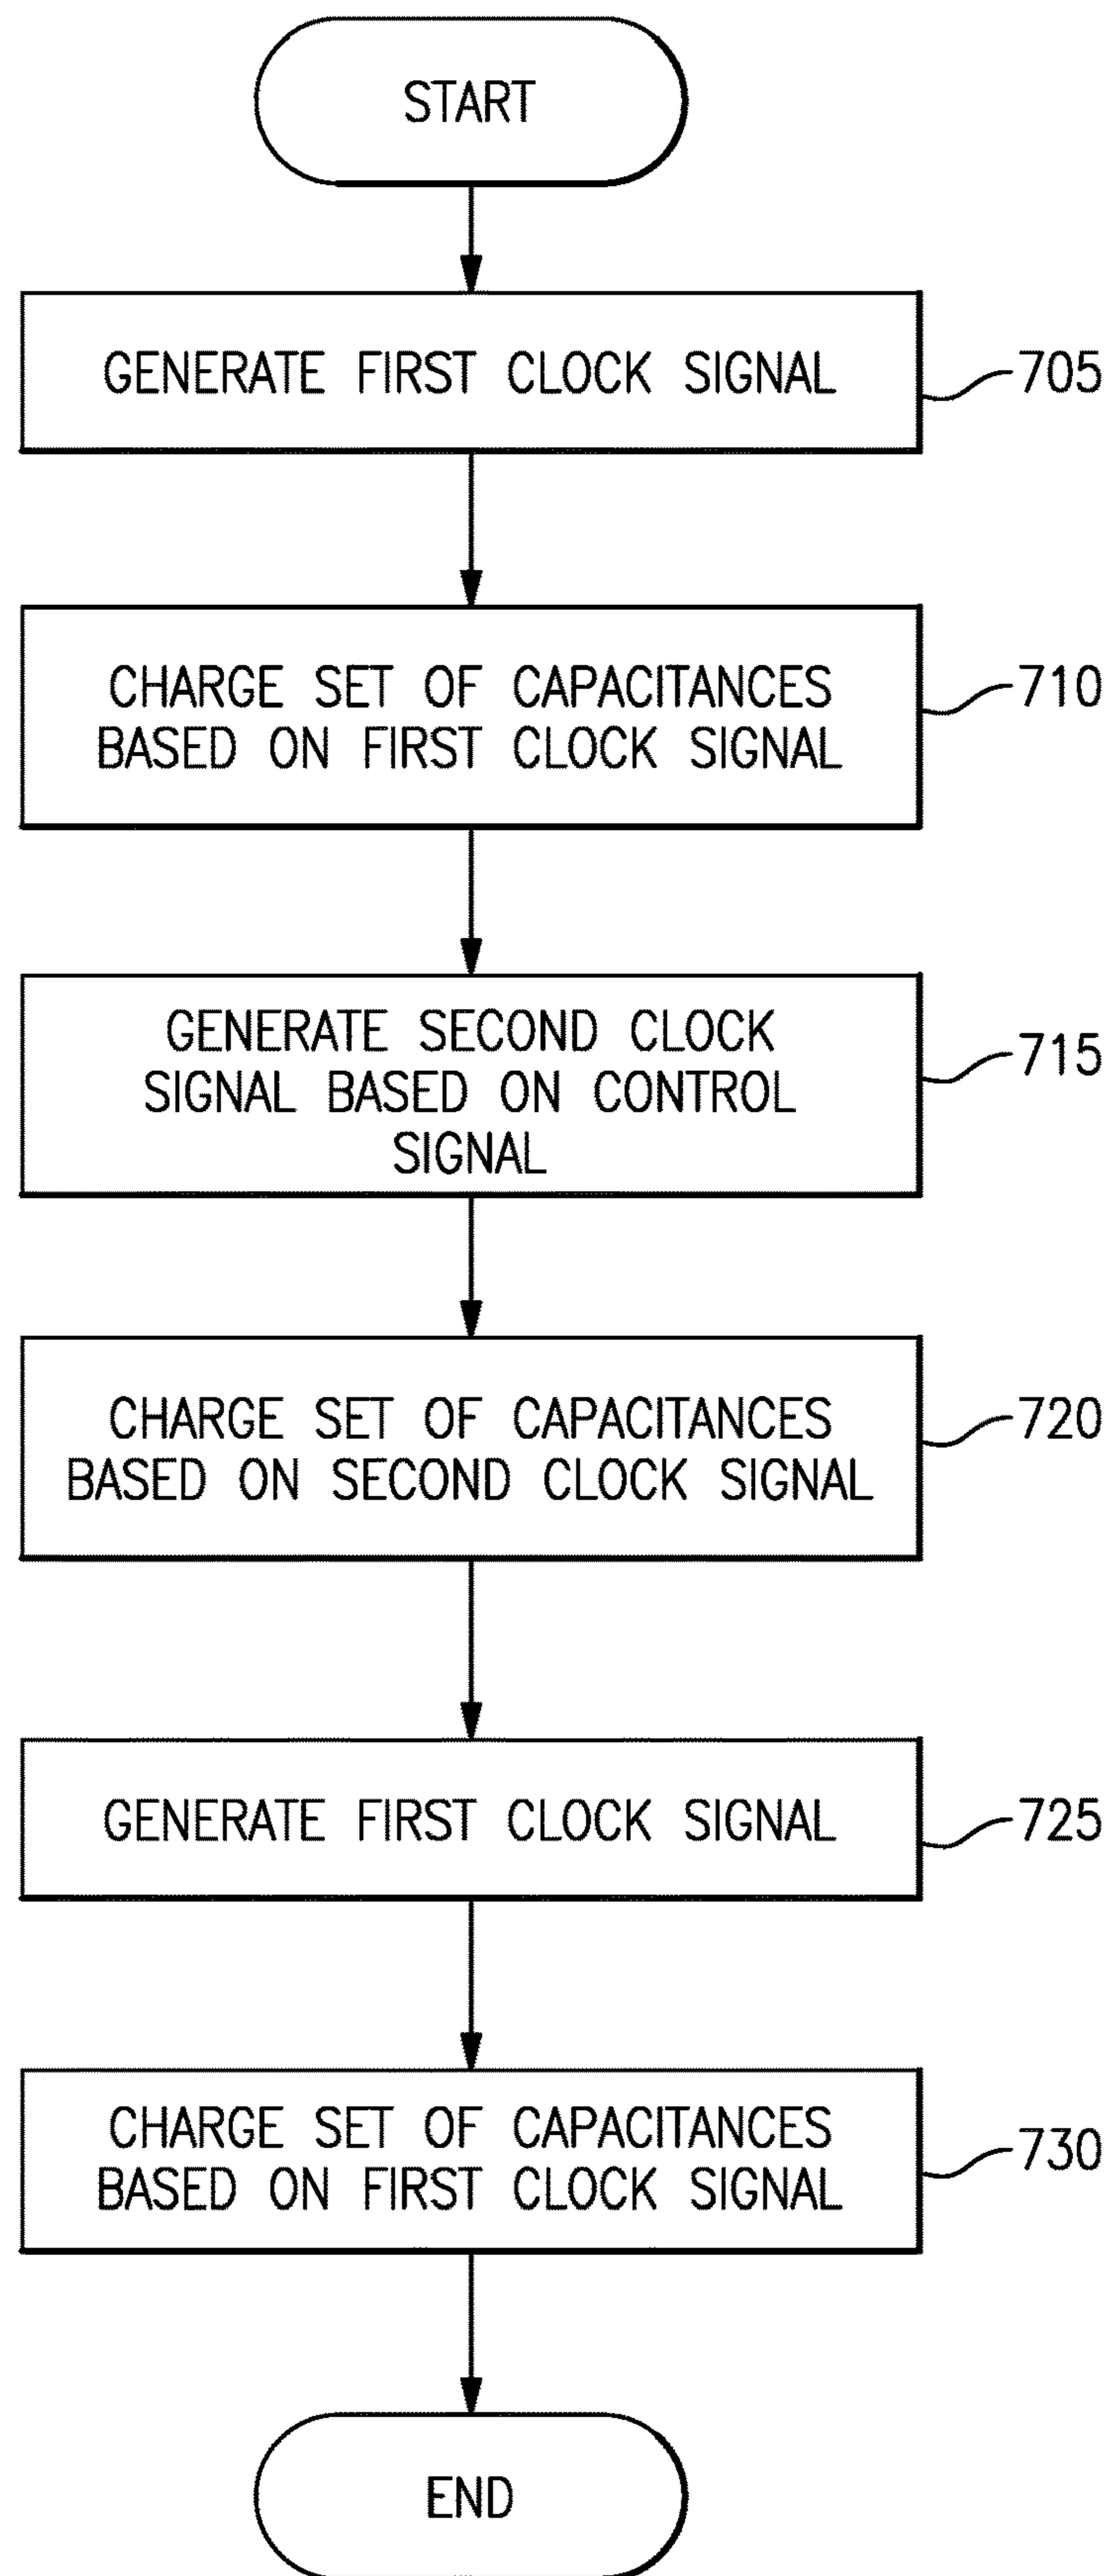 START
GENERATE FIRST CLOCK SIGNAL
705
CHARGE SET OF CAPACITANCES
BASED ON FIRST CLOCK SIGNAL
710
GENERATE SECOND CLOCK
SIGNAL BASED ON CONTROL
SIGNAL
715
CHARGE SET OF CAPACITANCES
BASED ON SECOND CLOCK SIGNAL
720
GENERATE FIRST CLOCK SIGNAL
725
CHARGE SET OF CAPACITANCES
BASED ON FIRST CLOCK SIGNAL
730
END